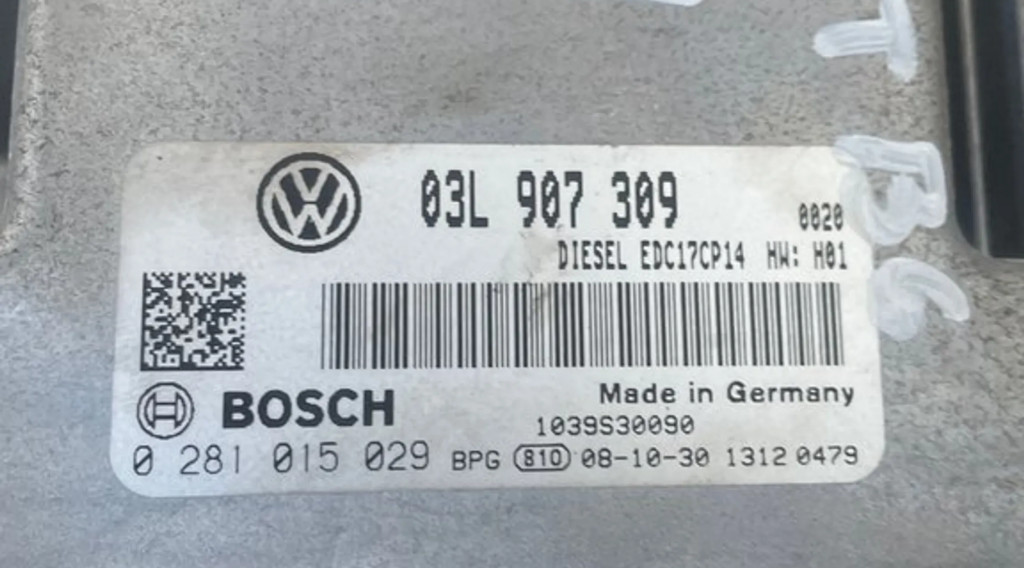 03L 907 309
0020
DIESEL EDC17CP14 HW: H01
BOSCH
Made in Germany
1039S30090
0 281 015 029 BPG 810 08-10-30 1312 0479